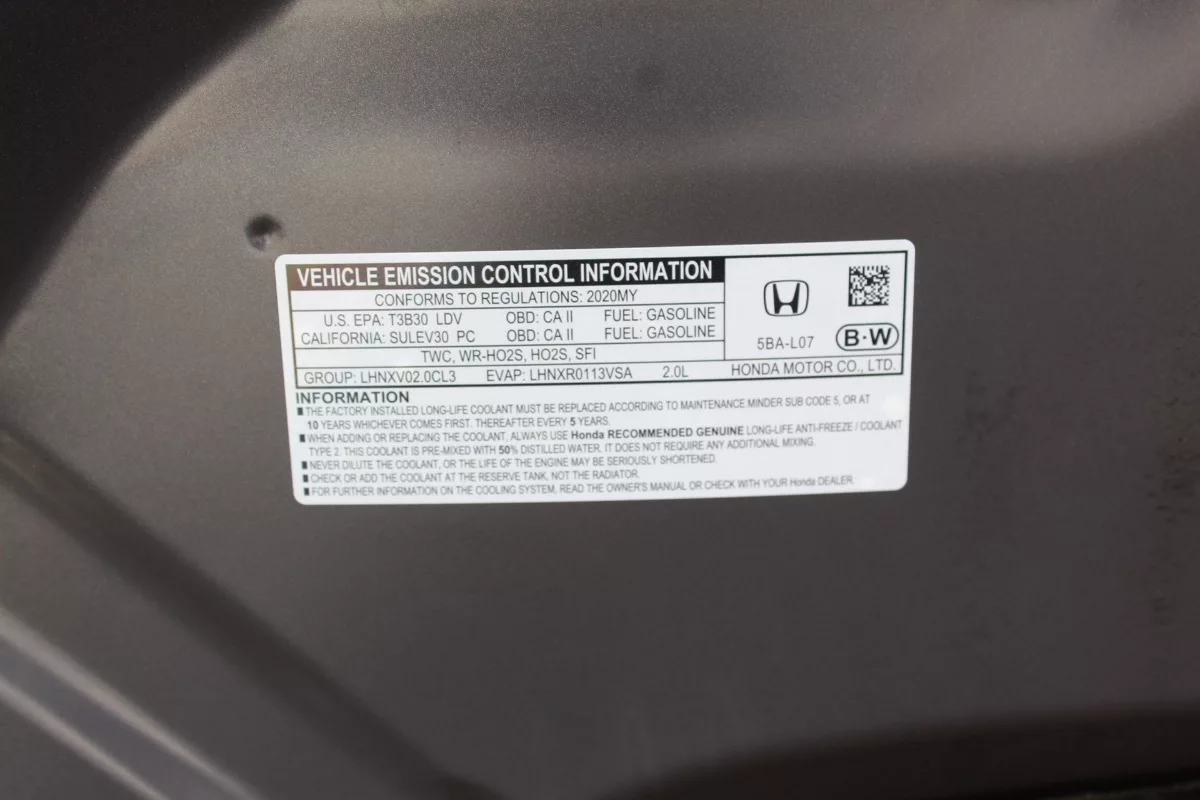 VEHICLE EMISSION CONTROL INFORMATION
CONFORMS TO REGULATIONS: 2020MY
U.S. EPA: T3B30 LDV OBD: CA II FUEL: GASOLINE
CALIFORNIA: SULEV30 PC OBD: CA II FUEL: GASOLINE
TWC, WR-HO2S, HO2S, SFI
GROUP: LHNXV02.0CL3 EVAP: LHNXR0113VSA 2.0L
5BA-L07 B·W
HONDA MOTOR CO., LTD.
INFORMATION
■ THE FACTORY INSTALLED LONG-LIFE COOLANT MUST BE REPLACED ACCORDING TO MAINTENANCE MINDER SUB CODE 5, OR AT
10 YEARS WHICHEVER COMES FIRST. THEREAFTER EVERY 5 YEARS.
■ WHEN ADDING OR REPLACING THE COOLANT, ALWAYS USE Honda RECOMMENDED GENUINE LONG-LIFE ANTI-FREEZE / COOLANT
TYPE 2. THIS COOLANT IS PRE-MIXED WITH 50% DISTILLED WATER. IT DOES NOT REQUIRE ANY ADDITIONAL MIXING.
■ NEVER DILUTE THE COOLANT, OR THE LIFE OF THE ENGINE MAY BE SERIOUSLY SHORTENED.
■ CHECK OR ADD THE COOLANT AT THE RESERVE TANK, NOT THE RADIATOR.
■ FOR FURTHER INFORMATION ON THE COOLING SYSTEM, READ THE OWNER'S MANUAL OR CHECK WITH YOUR Honda DEALER.